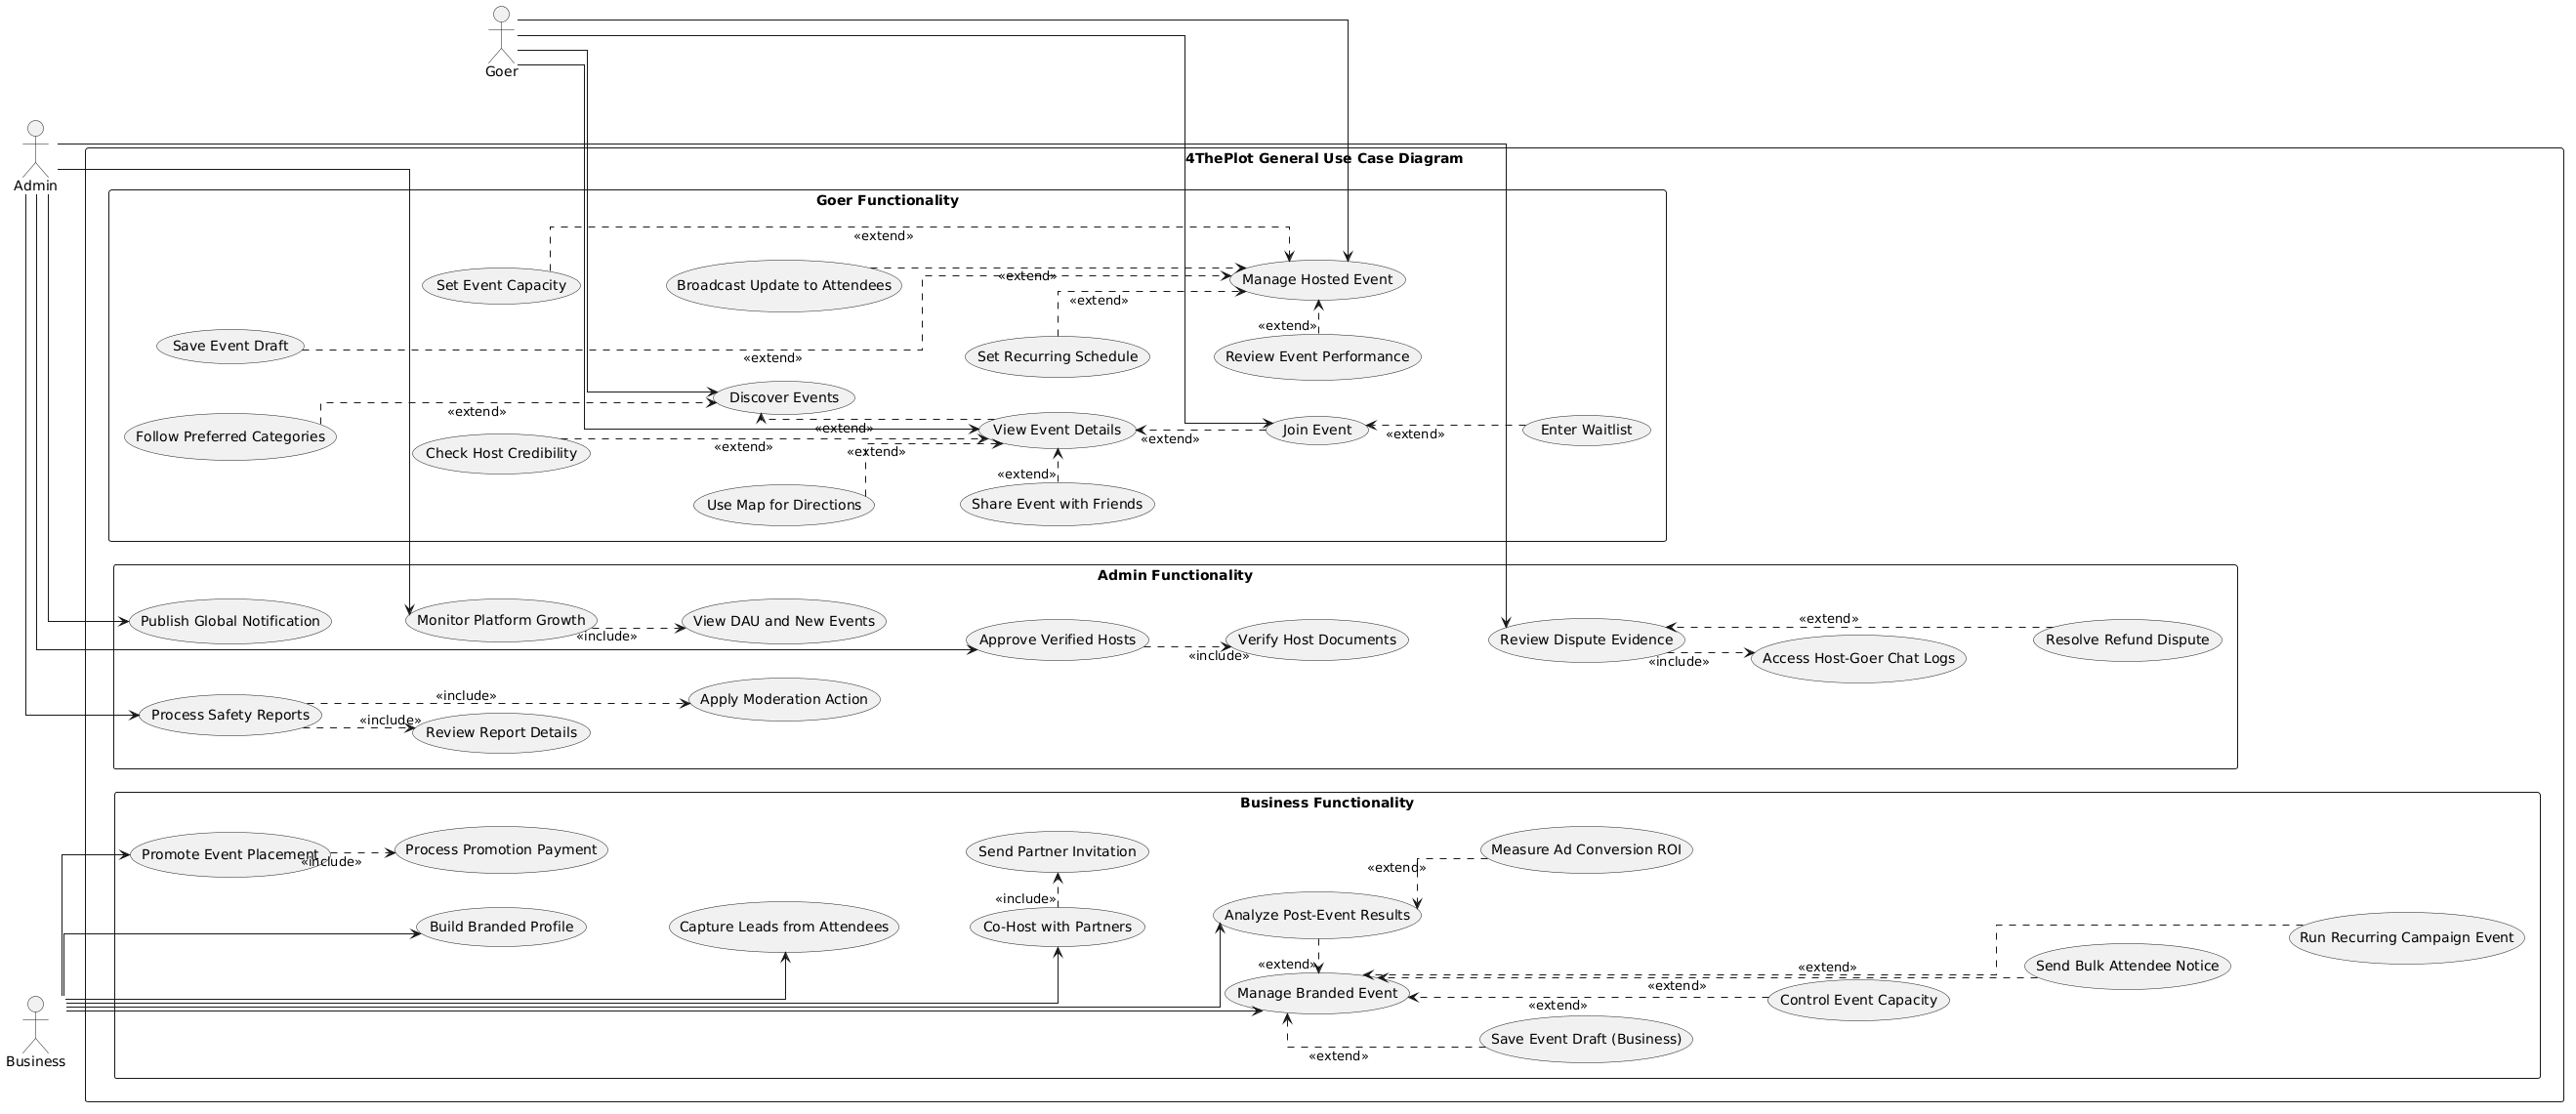 Goer
Admin
4ThePlot General Use Case Diagram
Goer Functionality
«extend»
Set Event Capacity
Broadcast Update to Attendees
«extend»
Manage Hosted Event
«extend»
Save Event Draft
«extend»
Set Recurring Schedule
«extend»
Review Event Performance
Discover Events
«extend»
Follow Preferred Categories
«extend»
View Event Details
«extend»
Join Event
«extend»
Enter Waitlist
Check Host Credibility
«extend»
«extend»
«extend»
Use Map for Directions
Share Event with Friends
Admin Functionality
Publish Global Notification
Monitor Platform Growth
«include»
View DAU and New Events
Approve Verified Hosts
«include»
Verify Host Documents
Review Dispute Evidence
«extend»
«include»
Access Host-Goer Chat Logs
Resolve Refund Dispute
Process Safety Reports
«include»
«include»
Apply Moderation Action
Review Report Details
Business Functionality
Promote Event Placement
«include»
Process Promotion Payment
Send Partner Invitation
«include»
Measure Ad Conversion ROI
«extend»
Build Branded Profile
Capture Leads from Attendees
Co-Host with Partners
Analyze Post-Event Results
«extend»
Run Recurring Campaign Event
«extend»
Send Bulk Attendee Notice
«extend»
Manage Branded Event
«extend»
Control Event Capacity
Save Event Draft (Business)
«extend»
Business